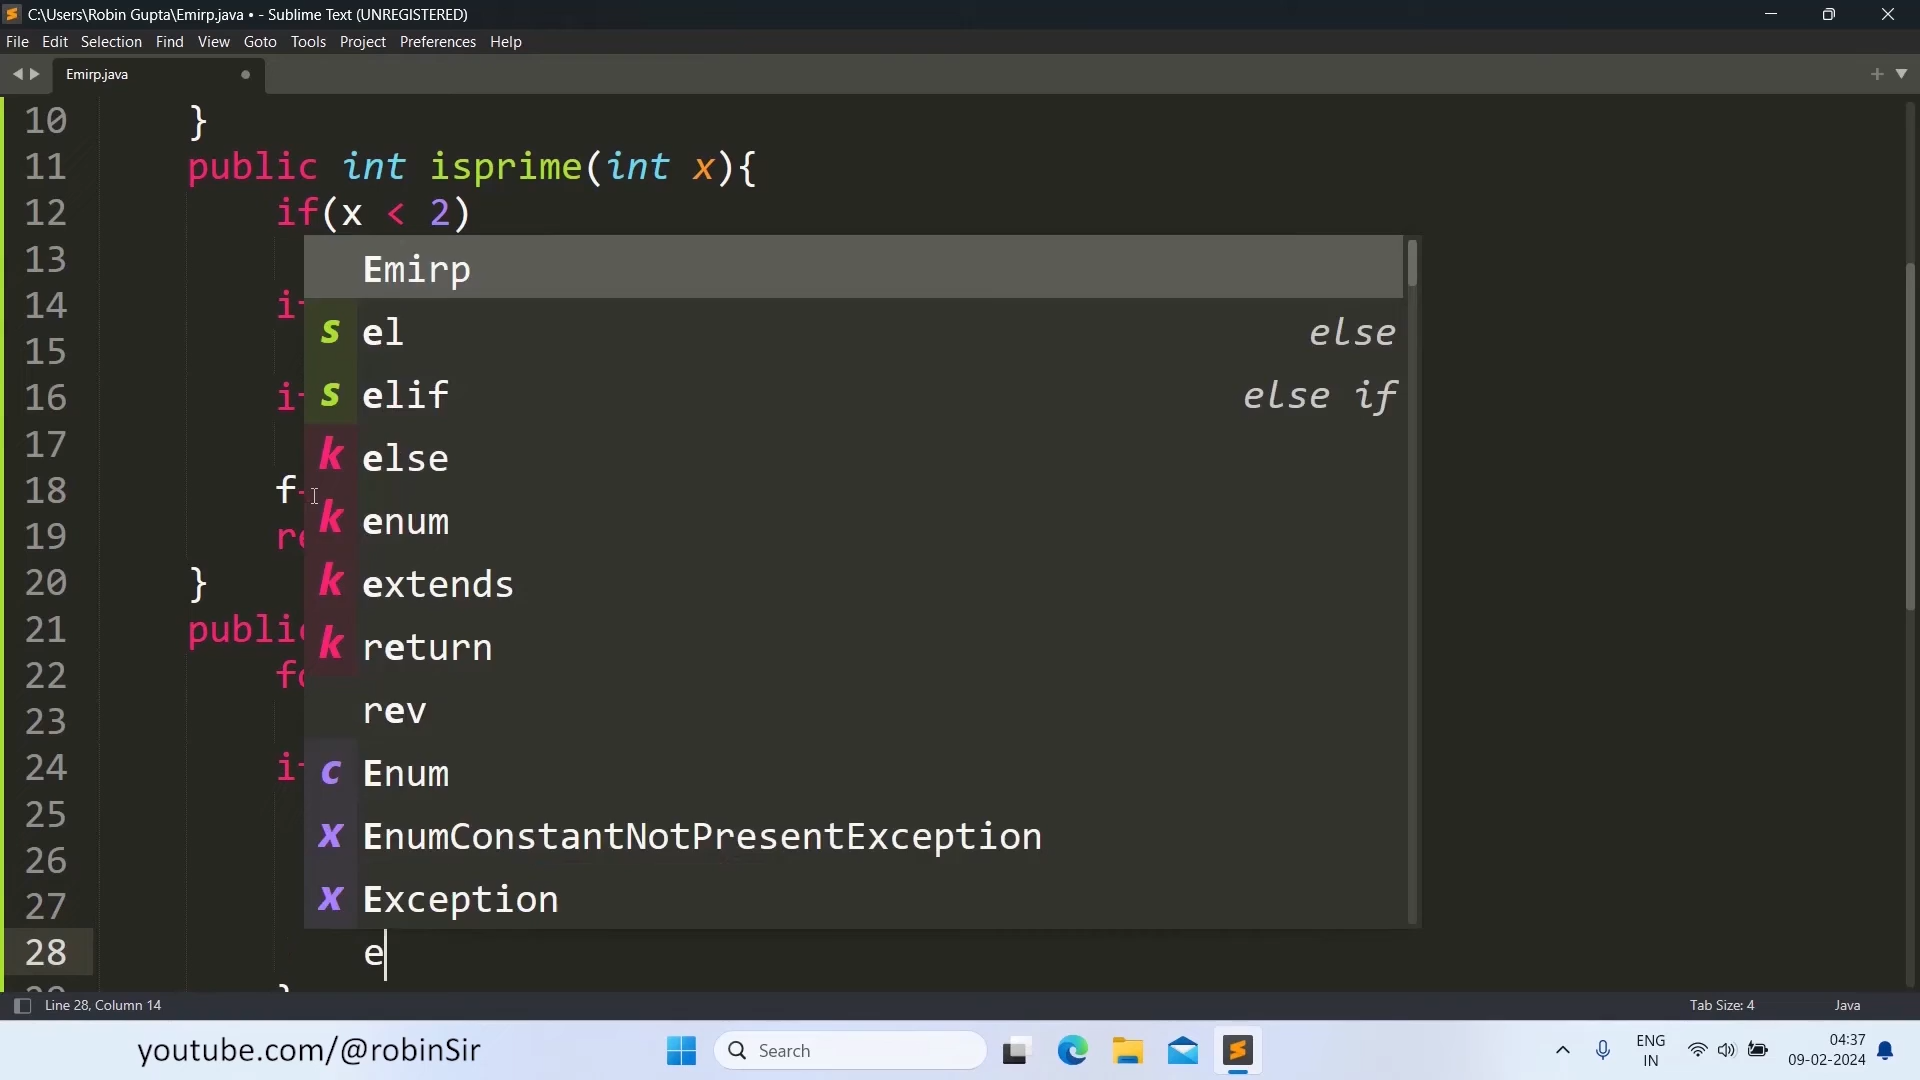 C:\Users\Robin Gupta\Emirp.java • - Sublime Text (UNREGISTERED)
File Edit Selection Find View Goto Tools Project Preferences Help
Emirp.java
10 }
11 public int isprime(int x){
12 if(x < 2)
13
14
15
16
17
18 f
19
20 }
21
22
23
24
25
26
27
28 e
Emirp
s el else
s elif else if
k else
k enum
k extends
k return
rev
c Enum
x EnumConstantNotPresentException
x Exception
Line 28, Column 14 Tab Size: 4 Java
youtube.com/@robinSir
Search
ENG
IN
04:37
09-02-2024